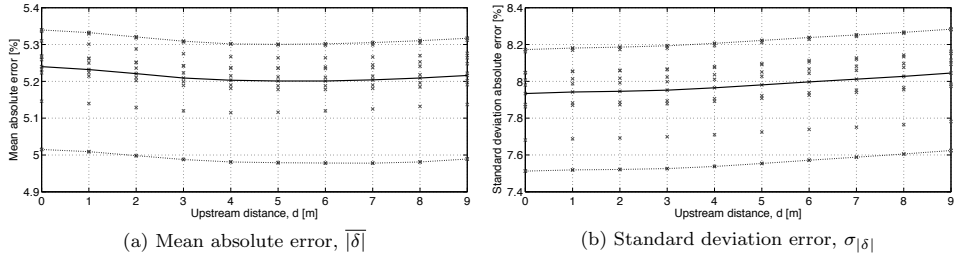 5.4
5.3
5.2
5.1
5
4.9
Mean absolute error [%]
0 1 2 3 4 5 6 7 8 9
Upstream distance, d [m]
(a) Mean absolute error, |δ|
8.4
8.2
8
7.8
7.6
7.4
Standard deviation absolute error [%]
0 1 2 3 4 5 6 7 8 9
Upstream distance, d [m]
(b) Standard deviation error, σ|δ|